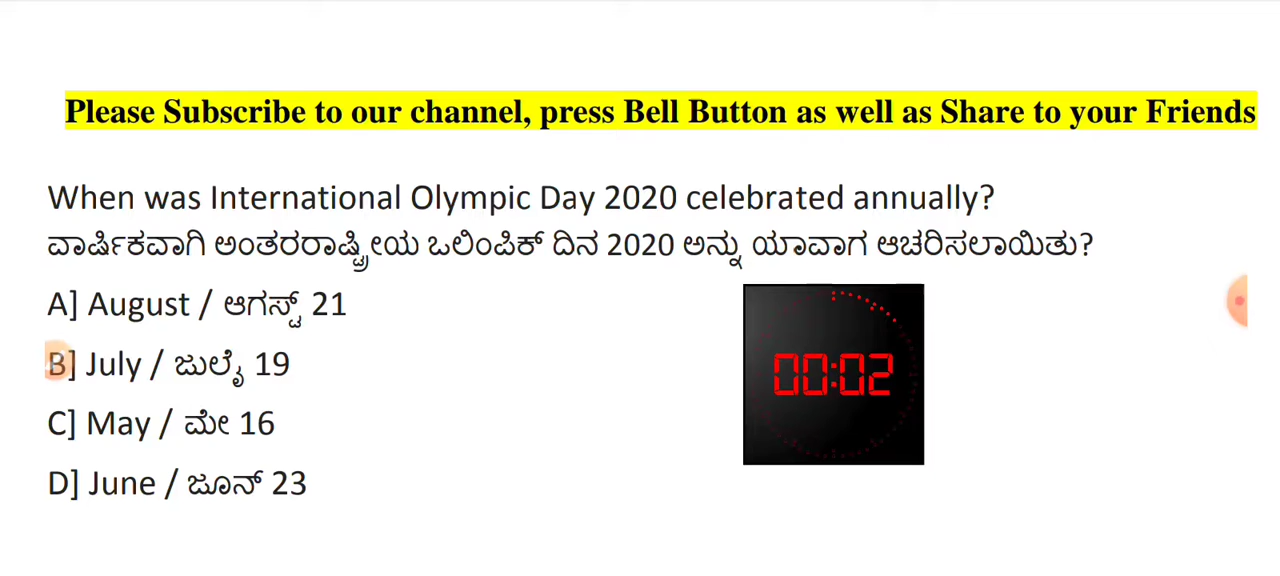 Please Subscribe to our channel, press Bell Button as well as Share to your Friends
When was International Olympic Day 2020 celebrated annually?
ವಾರ್ಷಿಕವಾಗಿ ಅಂತರರಾಷ್ಟ್ರೀಯ ಒಲಿಂಪಿಕ್ ದಿನ 2020 ಅನ್ನು ಯಾವಾಗ ಆಚರಿಸಲಾಯಿತು?
A] August / ಆಗಸ್ಟ್ 21
B] July / ಜುಲೈ 19
C] May / ಮೇ 16
D] June / ಜೂನ್ 23
00:02